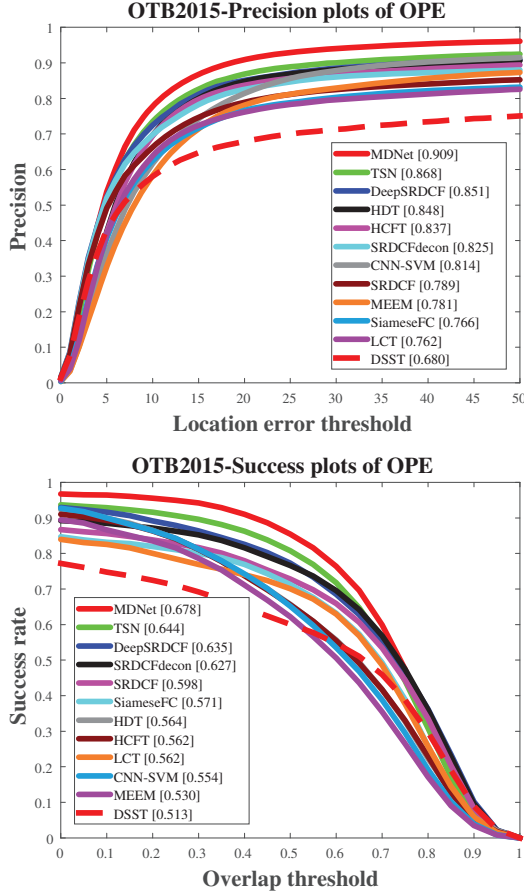 OTB2015-Precision plots of OPE
Precision
1
0.9
0.8
0.7
0.6
0.5
0.4
0.3
0.2
0.1
0
MDNet [0.909]
TSN [0.868]
DeepSRDCF [0.851]
HDT [0.848]
HCFT [0.837]
SRDCFdecon [0.825]
CNN-SVM [0.814]
SRDCF [0.789]
MEEM [0.781]
SiameseFC [0.766]
LCT [0.762]
DSST [0.680]
0 5 10 15 20 25 30 35 40 45 50
Location error threshold
OTB2015-Success plots of OPE
Success rate
1
0.9
0.8
0.7
0.6
0.5
0.4
0.3
0.2
0.1
0
MDNet [0.678]
TSN [0.644]
DeepSRDCF [0.635]
SRDCFdecon [0.627]
SRDCF [0.598]
SiameseFC [0.571]
HDT [0.564]
HCFT [0.562]
LCT [0.562]
CNN-SVM [0.554]
MEEM [0.530]
DSST [0.513]
0 0.1 0.2 0.3 0.4 0.5 0.6 0.7 0.8 0.9 1
Overlap threshold